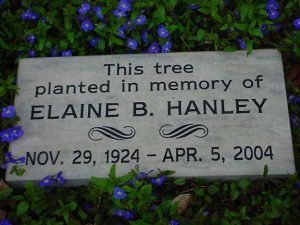 This tree
planted in memory of
ELAINE B. HANLEY
NOV. 29, 1924 – APR. 5, 2004